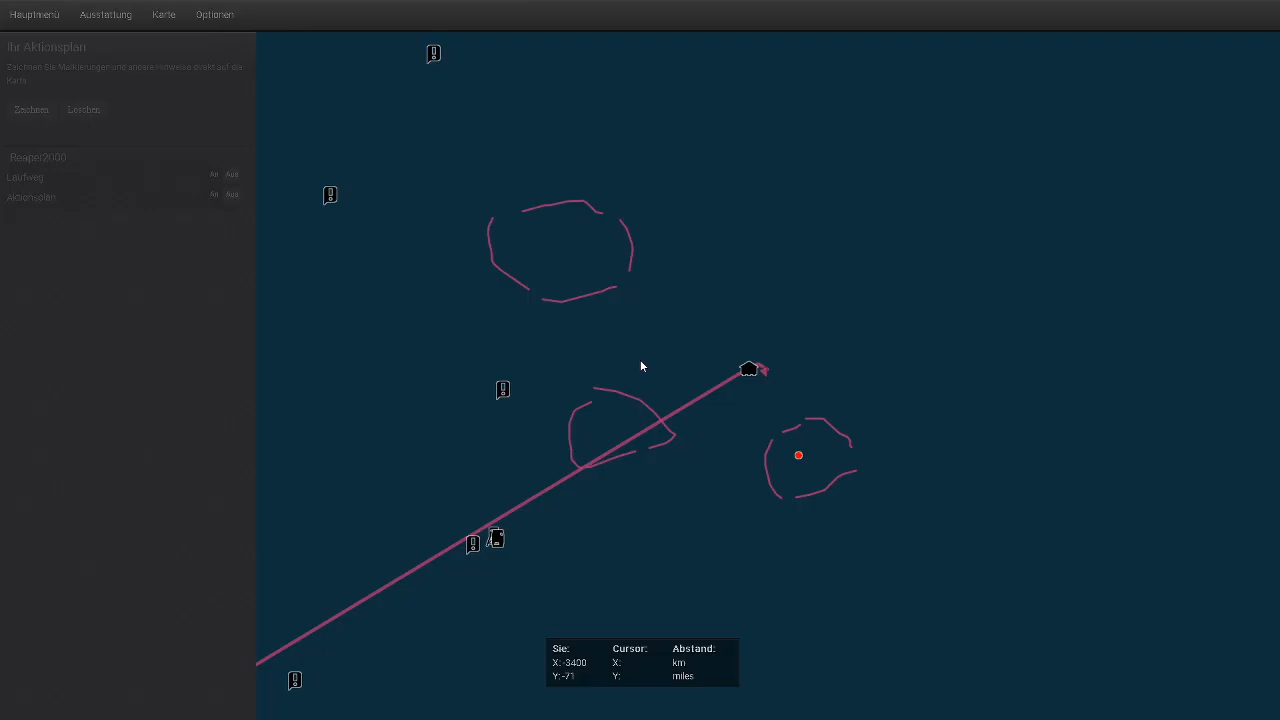 Hauptmenü Ausstattung Karte Optionen
Ihr Aktionsplan
Zeichnen Sie Markierungen und andere Hinweise direkt auf die
Karte.
Zeichnen Löschen
Reaper2000
Laufweg An Aus
Aktionsplan An Aus
Sie: Cursor: Abstand:
X:-3400 X: km
Y:-71 Y: miles